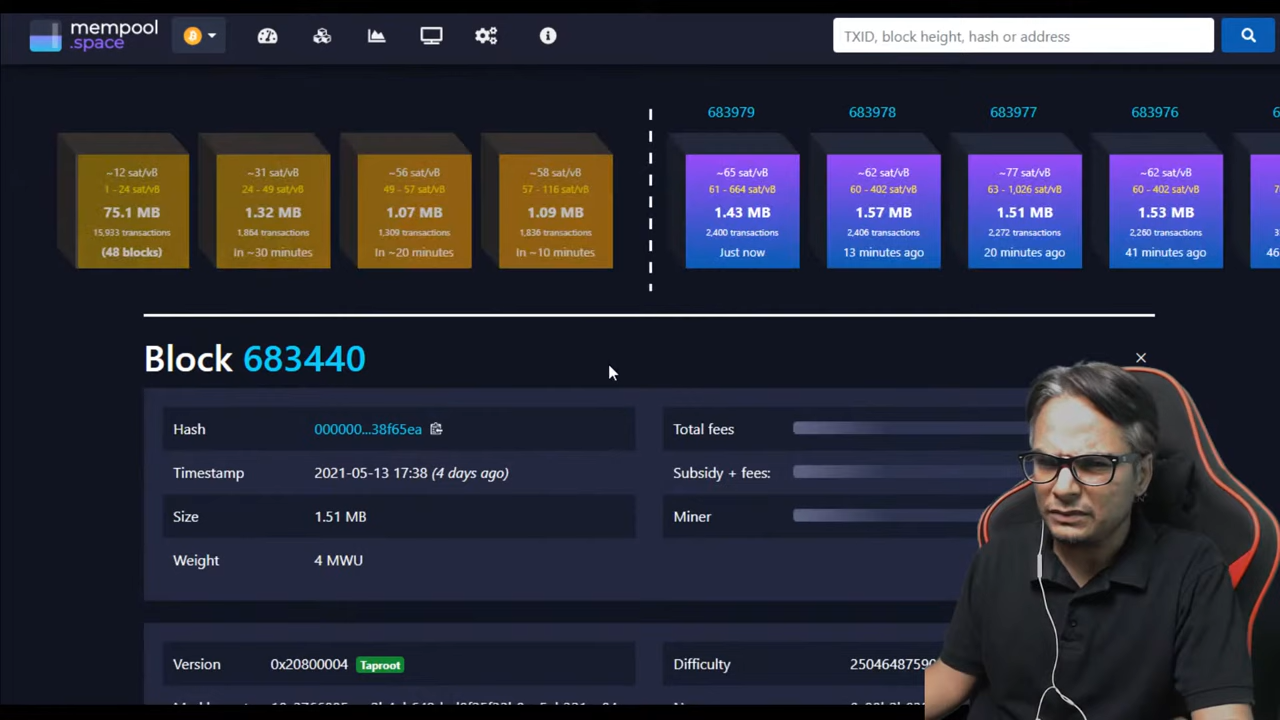 mempool
.space
TXID, block height, hash or address
683979
683978
683977
683976
~12 sat/vB
1 - 24 sat/vB
75.1 MB
15,933 transactions
(48 blocks)
~31 sat/vB
24 - 49 sat/vB
1.32 MB
1,864 transactions
In ~30 minutes
~56 sat/vB
49 - 57 sat/vB
1.07 MB
1,309 transactions
In ~20 minutes
~58 sat/vB
57 - 116 sat/vB
1.09 MB
1,836 transactions
In ~10 minutes
~65 sat/vB
61 - 664 sat/vB
1.43 MB
2,400 transactions
Just now
~62 sat/vB
60 - 402 sat/vB
1.57 MB
2,406 transactions
13 minutes ago
~77 sat/vB
63 - 1,026 sat/vB
1.51 MB
2,272 transactions
20 minutes ago
~62 sat/vB
60 - 402 sat/vB
1.53 MB
2,260 transactions
41 minutes ago
Block 683440
Hash 000000...38f65ea
Timestamp 2021-05-13 17:38 (4 days ago)
Size 1.51 MB
Weight 4 MWU
Total fees
Subsidy + fees:
Miner
Version 0x20800004 Taproot
Difficulty 2504648759